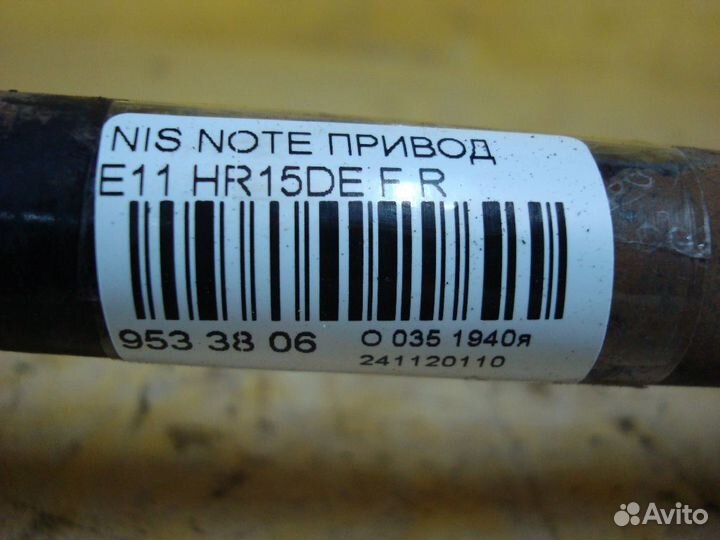 NIS NOTE ПРИВОД
E11 HR15DE F R
953 38 06
O 035 1940я
241120110
Avito